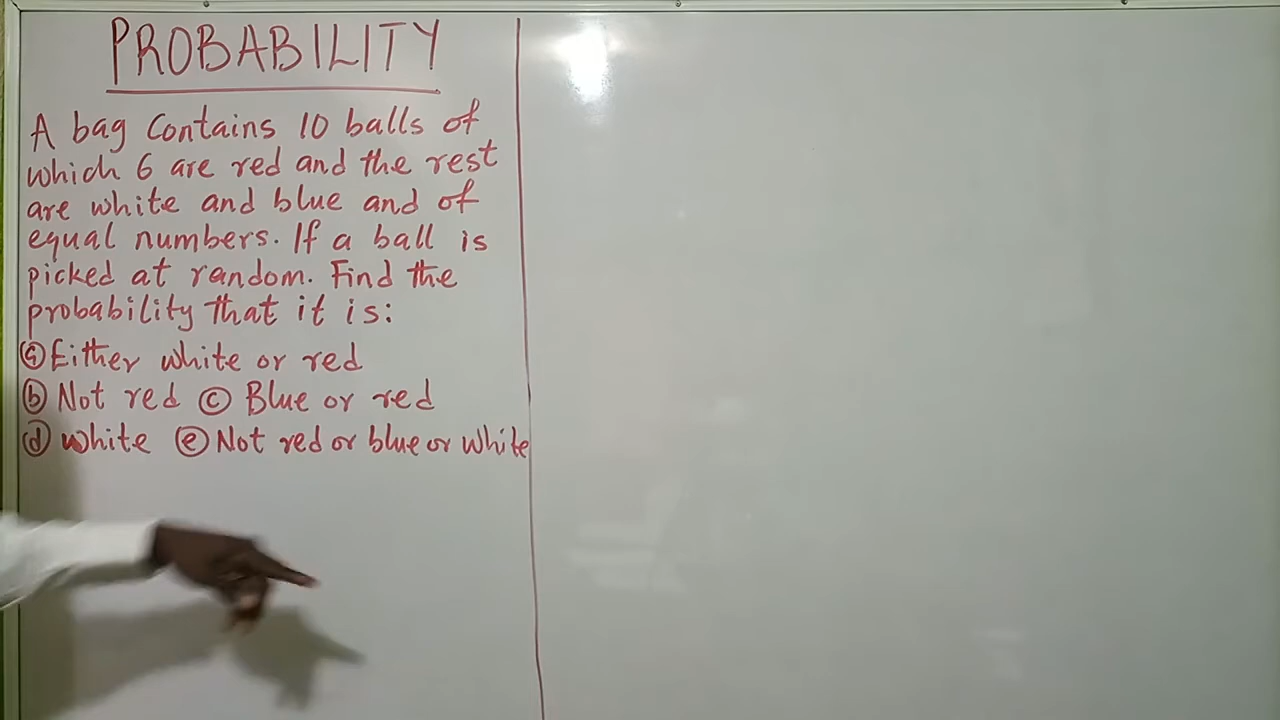 PROBABILITY
A bag Contains 10 balls of
which 6 are red and the rest
are white and blue and of
equal numbers. If a ball is
picked at random. Find the
probability that it is:
ⓐ Either white or red
ⓑ Not red ⓒ Blue or red
ⓓ white ⓔ Not red or blue or white